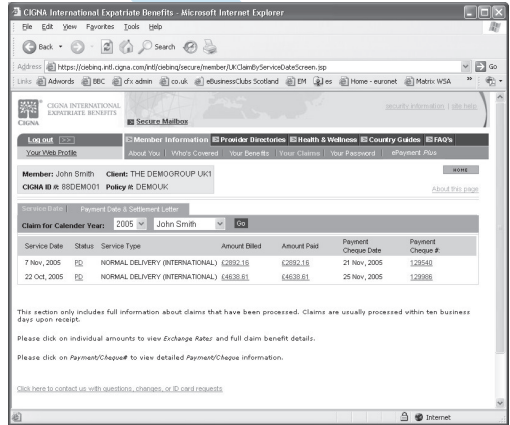 CIGNA International Expatriate Benefits - Microsoft Internet Explorer
File Edit View Favorites Tools Help
Back Search
Address https://ciebinq.intl.cigna.com/intl/ciebinq/secure/member/UKClaimByServiceDateScreen.jsp Go
Links Adwords BBC cfx admin co.uk eBusinessClubs Scotland EM es Home - euronet Matrix WSA »
CIGNA INTERNATIONAL
EXPATRIATE BENEFITS
CIGNA
Secure Mailbox
security information | site help
Log out >>
Member Information Provider Directories Health & Wellness Country Guides FAQ's
Your Web Profile
About You Who's Covered Your Benefits Your Claims Your Password ePayment Plus
HOME
Member: John Smith Client: THE DEMOGROUP UK1
CIGNA ID #: 88DEM001 Policy #: DEMOUK
About this page
Service Date Payment Date & Settlement Letter
Claim for Calender Year: 2005 John Smith Go
Service Date Status Service Type Amount Billed Amount Paid Payment Cheque Date Payment Cheque #:
7 Nov, 2005 PD NORMAL DELIVERY (INTERNATIONAL) £2892.16 £2892.16 21 Nov, 2005 129540
22 Oct, 2005 PD NORMAL DELIVERY (INTERNATIONAL) £4638.61 £4638.61 25 Nov, 2005 129986
This section only includes full information about claims that have been processed. Claims are usually processed within ten business
days upon receipt.
Please click on individual amounts to view Exchange Rates and full claim benefit details.
Please click on Payment/Cheque# to view detailed Payment/Cheque information.
Click here to contact us with questions, changes, or ID card requests
Internet